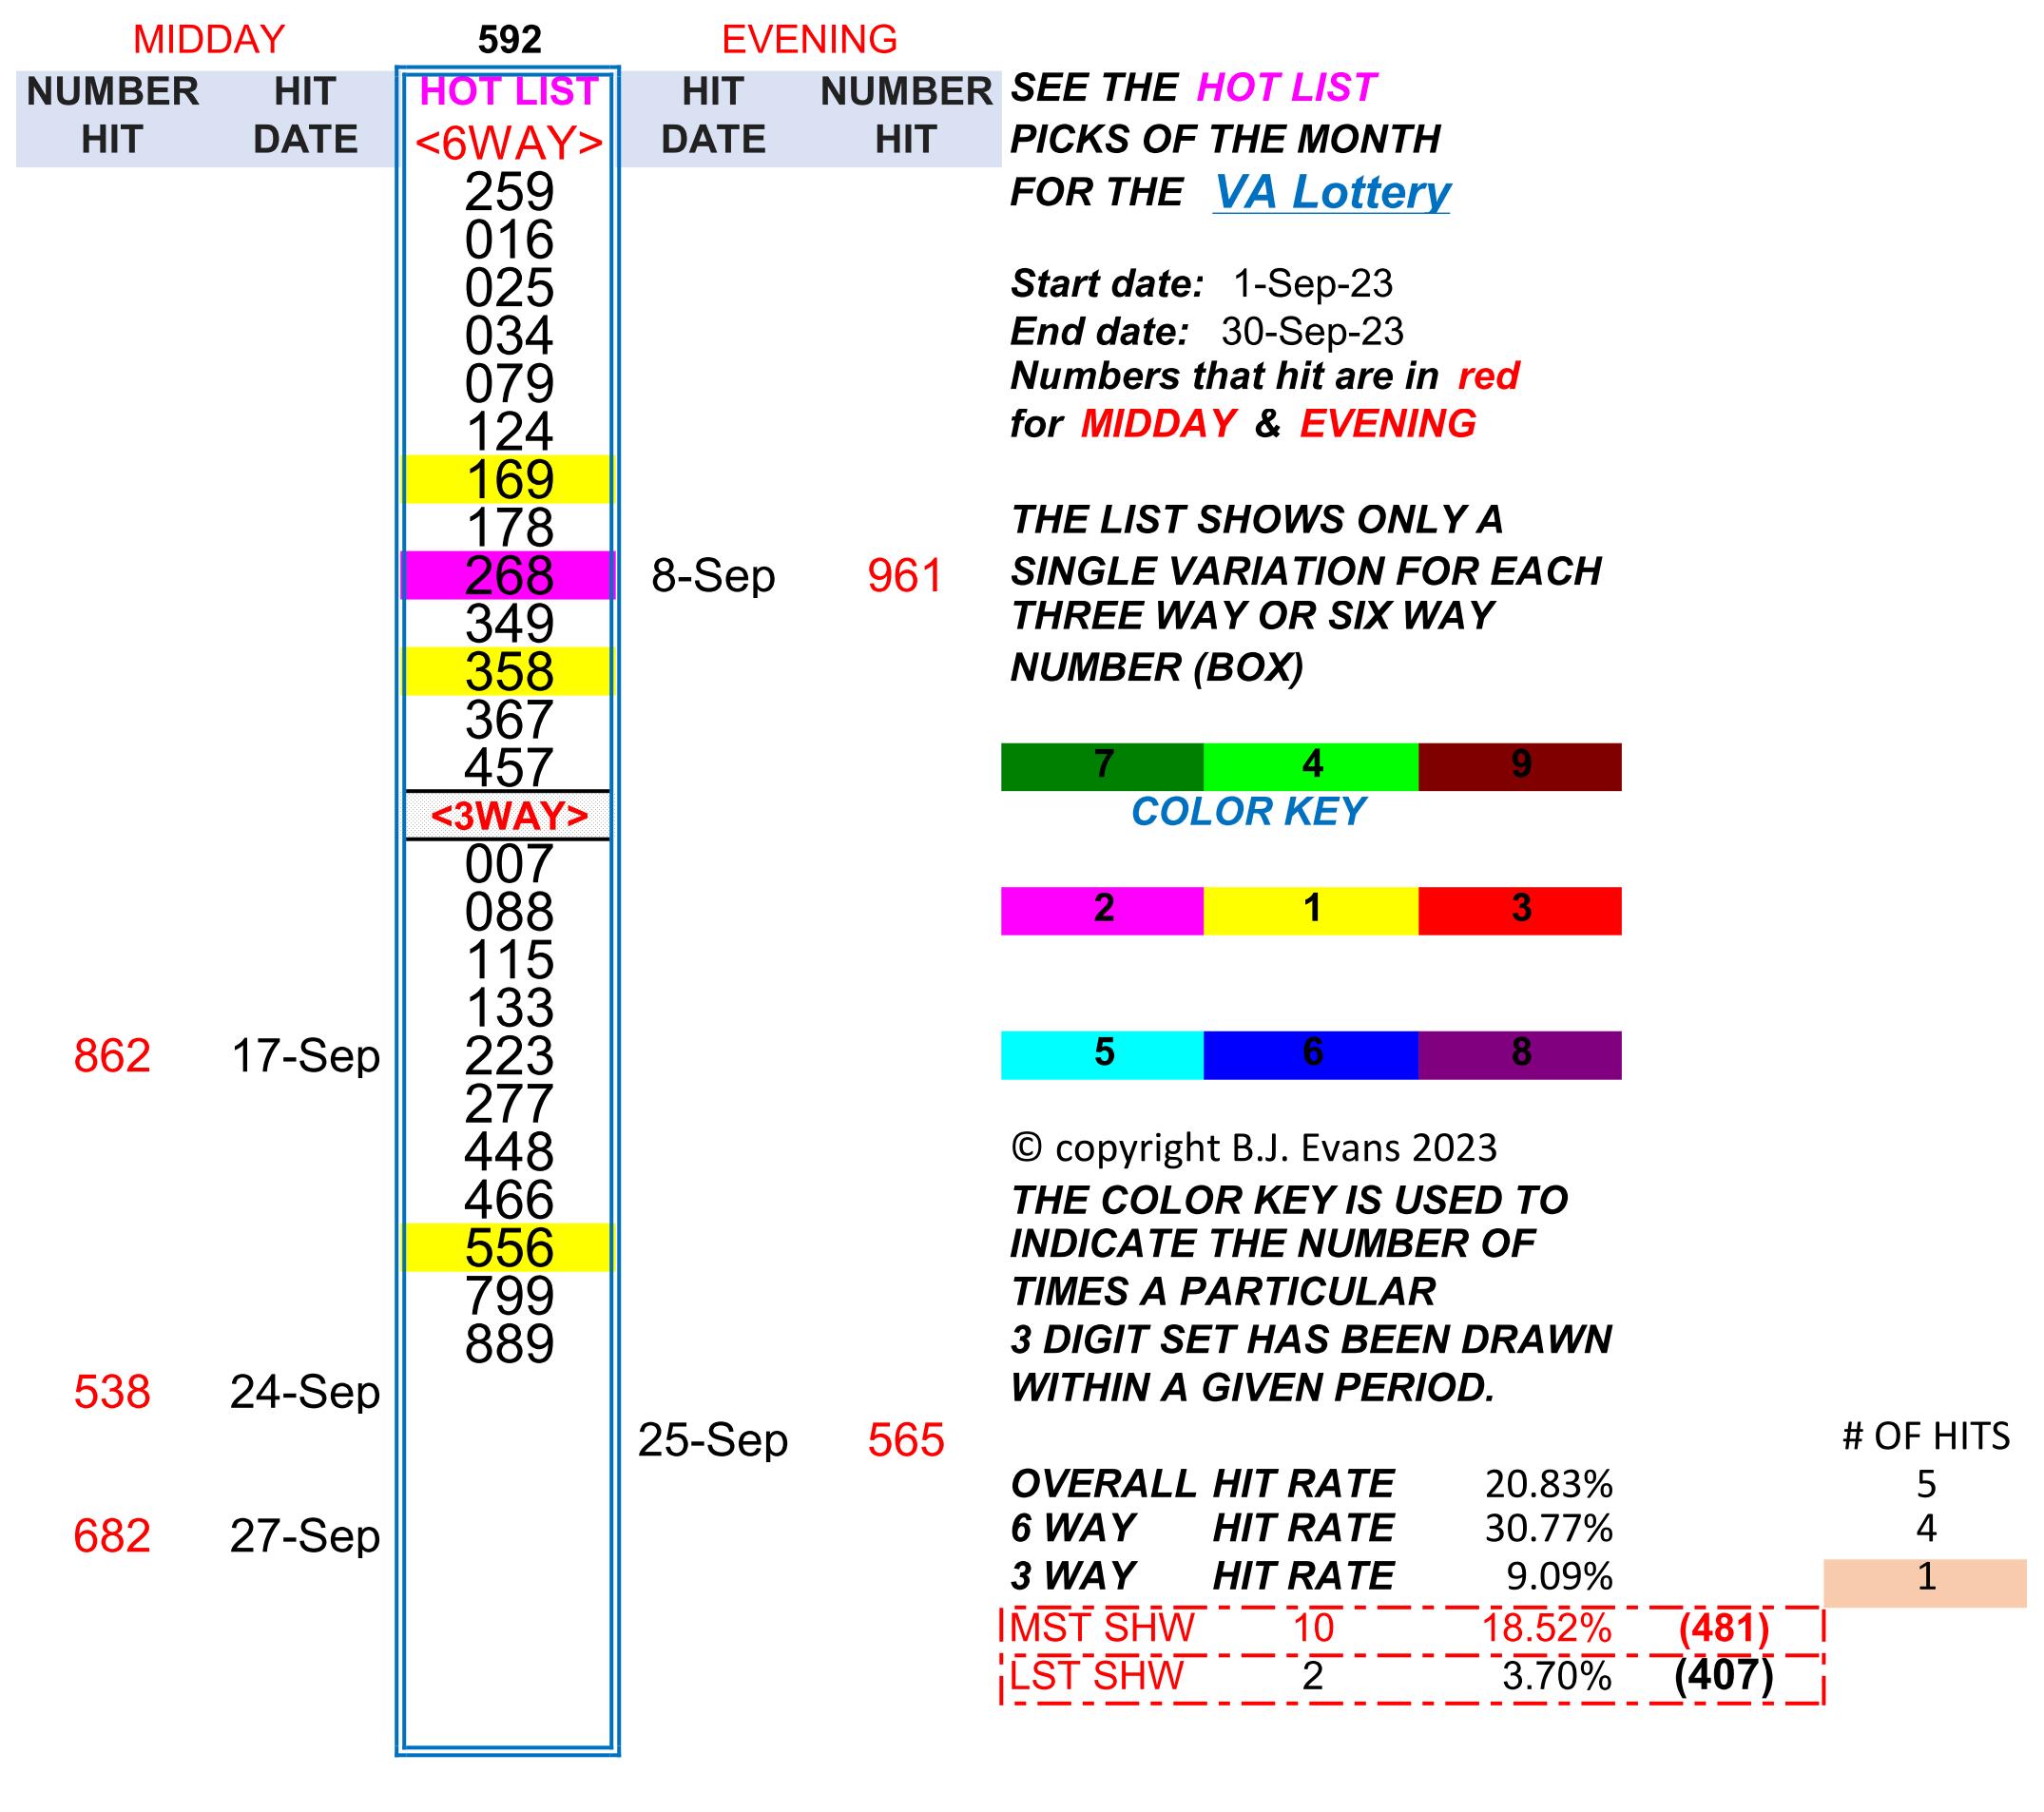 MIDDAY 592 EVENING
NUMBER HIT HOT LIST HIT NUMBER SEE THE HOT LIST
HIT DATE <6WAY> DATE HIT PICKS OF THE MONTH
259 FOR THE VA Lottery
016
025 Start date: 1-Sep-23
034 End date: 30-Sep-23
079 Numbers that hit are in red
124 for MIDDAY & EVENING
169
178 THE LIST SHOWS ONLY A
268 8-Sep 961 SINGLE VARIATION FOR EACH
349 THREE WAY OR SIX WAY
358 NUMBER (BOX)
367
457 7 4 9
<3WAY> COLOR KEY
007
088 2 1 3
115
133
862 17-Sep 223 5 6 8
277
448 © copyright B.J. Evans 2023
466 THE COLOR KEY IS USED TO
556 INDICATE THE NUMBER OF
799 TIMES A PARTICULAR
889 3 DIGIT SET HAS BEEN DRAWN
538 24-Sep WITHIN A GIVEN PERIOD.
25-Sep 565 # OF HITS
OVERALL HIT RATE 20.83% 5
682 27-Sep 6 WAY HIT RATE 30.77% 4
3 WAY HIT RATE 9.09% 1
MST SHW 10 18.52% (481)
LST SHW 2 3.70% (407)